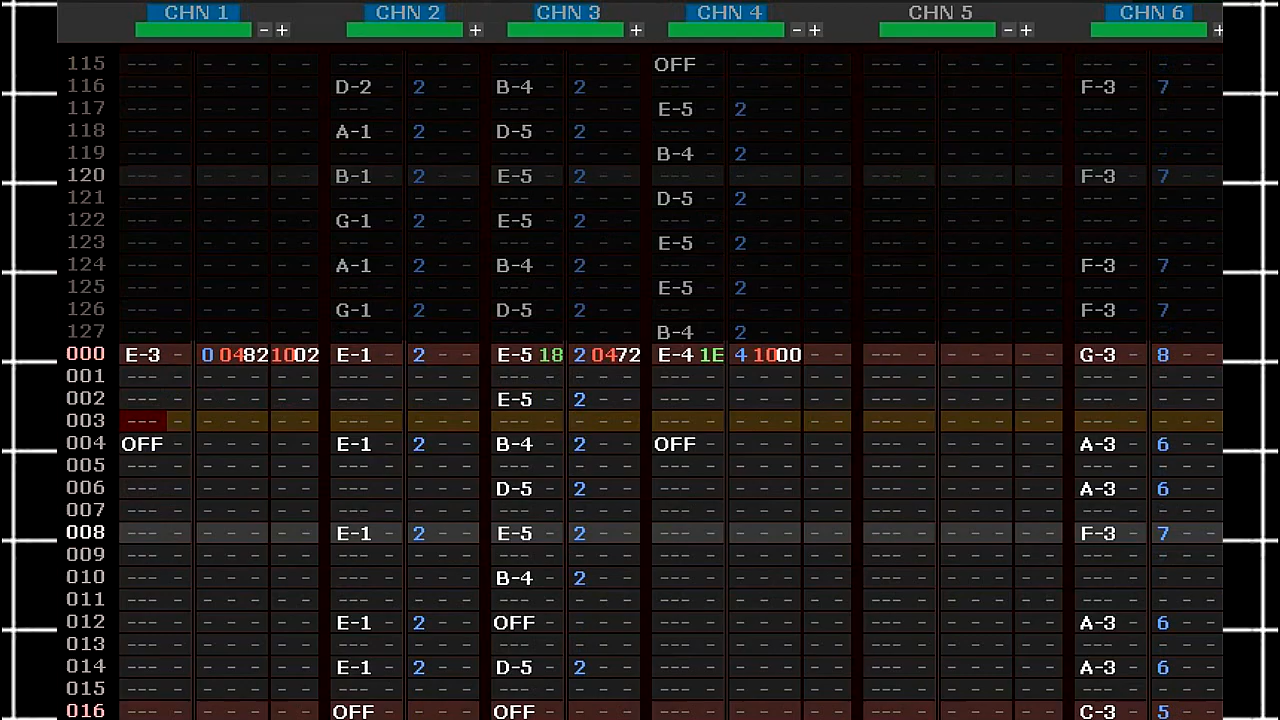 CHN 1 CHN 2 CHN 3 CHN 4 CHN 5 CHN 6
- + + + - + - + +
115 --- - - - - - - - --- - - - - --- - - - - OFF - - - - - - --- - - - - - - --- - - - -
116 --- - - - - - - - D-2 - 2 - - B-4 - 2 - - --- - - - - - - --- - - - - - - F-3 - 7 - -
117 --- - - - - - - - --- - - - - --- - - - - E-5 - 2 - - - - --- - - - - - - --- - - - -
118 --- - - - - - - - A-1 - 2 - - D-5 - 2 - - --- - - - - - - --- - - - - - - --- - - - -
119 --- - - - - - - - --- - - - - --- - - - - B-4 - 2 - - - - --- - - - - - - --- - - - -
120 --- - - - - - - - B-1 - 2 - - E-5 - 2 - - --- - - - - - - --- - - - - - - F-3 - 7 - -
121 --- - - - - - - - --- - - - - --- - - - - D-5 - 2 - - - - --- - - - - - - --- - - - -
122 --- - - - - - - - G-1 - 2 - - E-5 - 2 - - --- - - - - - - --- - - - - - - --- - - - -
123 --- - - - - - - - --- - - - - --- - - - - E-5 - 2 - - - - --- - - - - - - --- - - - -
124 --- - - - - - - - A-1 - 2 - - B-4 - 2 - - --- - - - - - - --- - - - - - - F-3 - 7 - -
125 --- - - - - - - - --- - - - - --- - - - - E-5 - 2 - - - - --- - - - - - - --- - - - -
126 --- - - - - - - - G-1 - 2 - - D-5 - 2 - - --- - - - - - - --- - - - - - - F-3 - 7 - -
127 --- - - - - - - - --- - - - - --- - - - - B-4 - 2 - - - - --- - - - - - - --- - - - -
000 E-3 - 0 0482 1002 E-1 - 2 - - E-5 18 2 0472 E-4 1E 4 1000 - - --- - - - - - - G-3 - 8 - -
001 --- - - - - - - - --- - - - - --- - - - - --- - - - - - - --- - - - - - - --- - - - -
002 --- - - - - - - - --- - - - - E-5 - 2 - - --- - - - - - - --- - - - - - - --- - - - -
003 --- - - - - - - - --- - - - - --- - - - - --- - - - - - - --- - - - - - - --- - - - -
004 OFF - - - - - - - E-1 - 2 - - B-4 - 2 - - OFF - - - - - - --- - - - - - - A-3 - 6 - -
005 --- - - - - - - - --- - - - - --- - - - - --- - - - - - - --- - - - - - - --- - - - -
006 --- - - - - - - - --- - - - - D-5 - 2 - - --- - - - - - - --- - - - - - - A-3 - 6 - -
007 --- - - - - - - - --- - - - - --- - - - - --- - - - - - - --- - - - - - - --- - - - -
008 --- - - - - - - - E-1 - 2 - - E-5 - 2 - - --- - - - - - - --- - - - - - - F-3 - 7 - -
009 --- - - - - - - - --- - - - - --- - - - - --- - - - - - - --- - - - - - - --- - - - -
010 --- - - - - - - - --- - - - - B-4 - 2 - - --- - - - - - - --- - - - - - - --- - - - -
011 --- - - - - - - - --- - - - - --- - - - - --- - - - - - - --- - - - - - - --- - - - -
012 --- - - - - - - - E-1 - 2 - - OFF - - - - --- - - - - - - --- - - - - - - A-3 - 6 - -
013 --- - - - - - - - --- - - - - --- - - - - --- - - - - - - --- - - - - - - --- - - - -
014 --- - - - - - - - E-1 - 2 - - D-5 - 2 - - --- - - - - - - --- - - - - - - A-3 - 6 - -
015 --- - - - - - - - --- - - - - --- - - - - --- - - - - - - --- - - - - - - --- - - - -
016 --- - - - - - - - OFF - - - - OFF - - - - --- - - - - - - --- - - - - - - C-3 - 5 - -